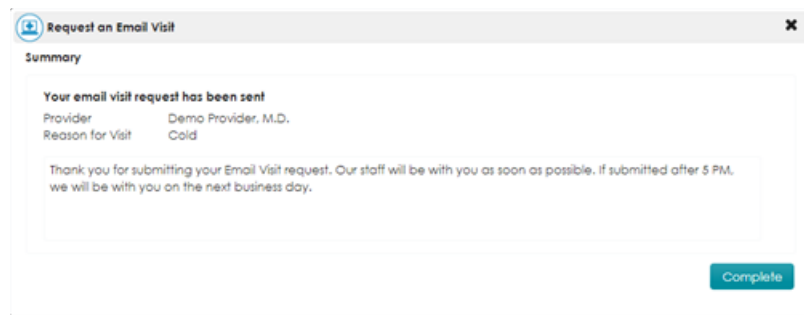 Request an Email Visit
Summary
Your email visit request has been sent
Provider Demo Provider, M.D.
Reason for Visit Cold
Thank you for submitting your Email Visit request. Our staff will be with you as soon as possible. If submitted after 5 PM,
we will be with you on the next business day.
Complete